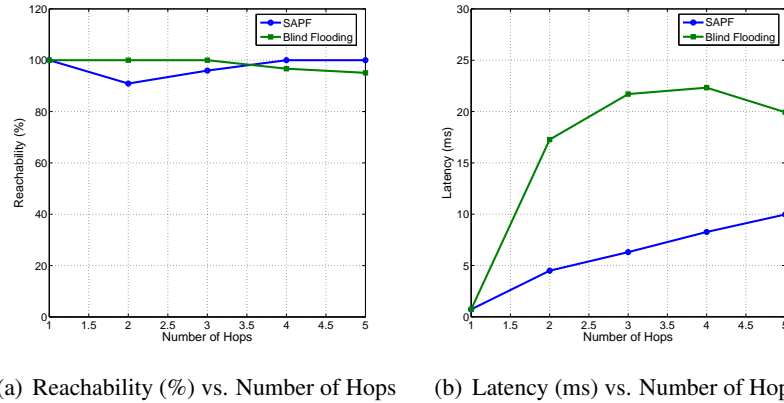 120
100
80
60
40
20
0
1 1.5 2 2.5 3 3.5 4 4.5 5
Number of Hops
Reachability (%)
SAPF
Blind Flooding
30
25
20
15
10
5
0
1 1.5 2 2.5 3 3.5 4 4.5 5
Number of Hops
Latency (ms)
SAPF
Blind Flooding
(a) Reachability (%) vs. Number of Hops
(b) Latency (ms) vs. Number of Hop